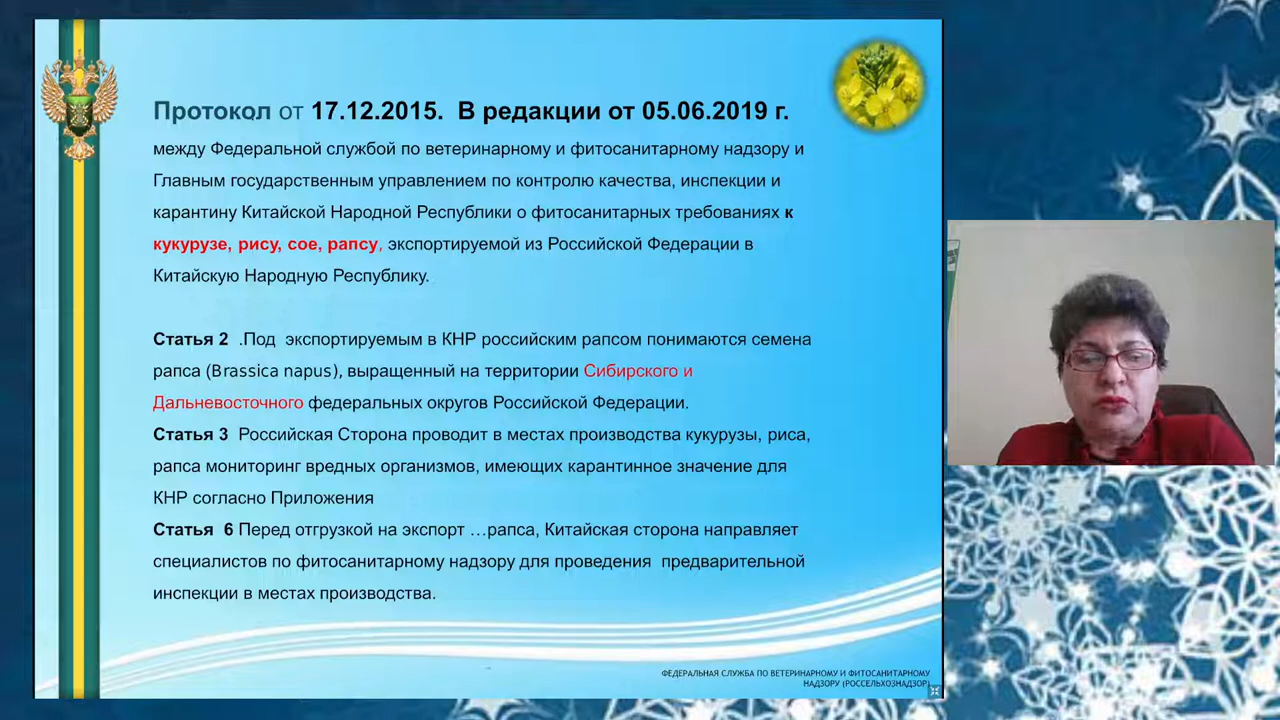 Протокол от 17.12.2015. В редакции от 05.06.2019 г.
между Федеральной службой по ветеринарному и фитосанитарному надзору и
Главным государственным управлением по контролю качества, инспекции и
карантину Китайской Народной Республики о фитосанитарных требованиях к
кукурузе, рису, сое, рапсу, экспортируемой из Российской Федерации в
Китайскую Народную Республику.
Статья 2 .Под экспортируемым в КНР российским рапсом понимаются семена
рапса (Brassica napus), выращенный на территории Сибирского и
Дальневосточного федеральных округов Российской Федерации.
Статья 3 Российская Сторона проводит в местах производства кукурузы, риса,
рапса мониторинг вредных организмов, имеющих карантинное значение для
КНР согласно Приложения
Статья 6 Перед отгрузкой на экспорт …рапса, Китайская сторона направляет
специалистов по фитосанитарному надзору для проведения предварительной
инспекции в местах производства.
ФЕДЕРАЛЬНАЯ СЛУЖБА ПО ВЕТЕРИНАРНОМУ И ФИТОСАНИТАРНОМУ
НАДЗОРУ (РОССЕЛЬХОЗНАДЗОР)